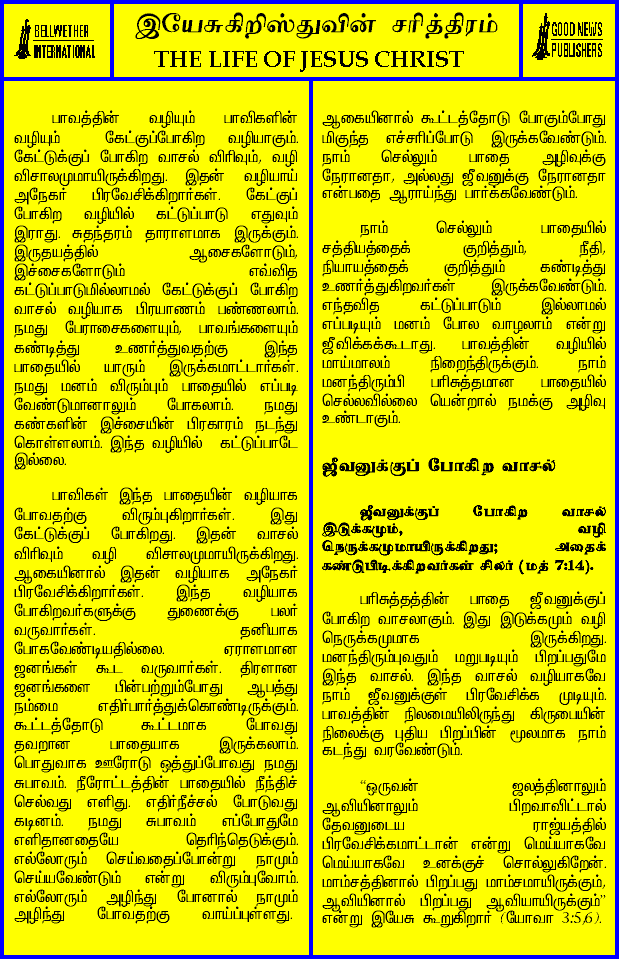 BELLWETHER
INTERNATIONAL
இயேசுகிறிஸ்துவின் சரித்திரம்
THE LIFE OF JESUS CHRIST
GOOD NEWS
PUBLISHERS
பாவத்தின் வழியும் பாவிகளின்
வழியும் கேட்குப்போகிற வழியாகும்.
கேட்டுக்குப் போகிற வாசல் விரிவும், வழி
விசாலமுமாயிருக்கிறது. இதன் வழியாய்
அநேகர் பிரவேசிக்கிறார்கள். கேட்குப்
போகிற வழியில் கட்டுப்பாடு எதுவும்
இராது. சுதந்தரம் தாராளமாக இருக்கும்.
இருதயத்தில் ஆசைகளோடும்,
இச்சைகளோடும் எவ்வித
கட்டுப்பாடுமில்லாமல் கேட்டுக்குப் போகிற
வாசல் வழியாக பிரயாணம் பண்ணலாம்.
நமது பேராசைகளையும், பாவங்களையும்
கண்டித்து உணர்த்துவதற்கு இந்த
பாதையில் யாரும் இருக்கமாட்டார்கள்.
நமது மனம் விரும்பும் பாதையில் எப்படி
வேண்டுமானாலும் போகலாம். நமது
கண்களின் இச்சையின் பிரகாரம் நடந்து
கொள்ளலாம். இந்த வழியில் கட்டுப்பாடே
இல்லை.
பாவிகள் இந்த பாதையின் வழியாக
போவதற்கு விரும்புகிறார்கள். இது
கேட்டுக்குப் போகிறது. இதன் வாசல்
விரிவும் வழி விசாலமுமாயிருக்கிறது.
ஆகையினால் இதன் வழியாக அநேகர்
பிரவேசிக்கிறார்கள். இந்த வழியாக
போகிறவர்களுக்கு துணைக்கு பலர்
வருவார்கள். தனியாக
போகவேண்டியதில்லை. ஏராளமான
ஜனங்கள் கூட வருவார்கள். திரளான
ஜனங்களை பின்பற்றும்போது ஆபத்து
நம்மை எதிர்பார்த்துக்கொண்டிருக்கும்.
கூட்டத்தோடு கூட்டமாக போவது
தவறான பாதையாக இருக்கலாம்.
பொதுவாக ஊரோடு ஒத்துப்போவது நமது
சுபாவம். நீரோட்டத்தின் பாதையில் நீந்திச்
செல்வது எளிது. எதிர்நீச்சல் போடுவது
கடினம். நமது சுபாவம் எப்போதுமே
எளிதானதையே தெரிந்தெடுக்கும்.
எல்லோரும் செய்வதைப்போன்று நாமும்
செய்யவேண்டும் என்று விரும்புவோம்.
எல்லோரும் அழிந்து போனால் நாமும்
அழிந்து போவதற்கு வாய்ப்புள்ளது.
ஆகையினால் கூட்டத்தோடு போகும்போது
மிகுந்த எச்சரிப்போடு இருக்கவேண்டும்.
நாம் செல்லும் பாதை அழிவுக்கு
நேரானதா, அல்லது ஜீவனுக்கு நேரானதா
என்பதை ஆராய்ந்து பார்க்கவேண்டும்.
நாம் செல்லும் பாதையில்
சத்தியத்தைக் குறித்தும், நீதி,
நியாயத்தைக் குறித்தும் கண்டித்து
உணர்த்துகிறவர்கள் இருக்கவேண்டும்.
எந்தவித கட்டுப்பாடும் இல்லாமல்
எப்படியும் மனம் போல வாழலாம் என்று
ஜீவிக்கக்கூடாது. பாவத்தின் வழியில்
மாய்மாலம் நிறைந்திருக்கும். நாம்
மனந்திரும்பி பரிசுத்தமான பாதையில்
செல்லவில்லை யென்றால் நமக்கு அழிவு
உண்டாகும்.
ஜீவனுக்குப் போகிற வாசல்
ஜீவனுக்குப் போகிற வாசல்
இடுக்கமும், வழி
நெருக்கமுமாயிருக்கிறது; அதைக்
கண்டுபிடிக்கிறவர்கள் சிலர் (மத் 7:14).
பரிசுத்தத்தின் பாதை ஜீவனுக்குப்
போகிற வாசலாகும். இது இடுக்கமும் வழி
நெருக்கமுமாக இருக்கிறது.
மனந்திரும்புவதும் மறுபடியும் பிறப்பதுமே
இந்த வாசல். இந்த வாசல் வழியாகவே
நாம் ஜீவனுக்குள் பிரவேசிக்க முடியும்.
பாவத்தின் நிலமையிலிருந்து கிருபையின்
நிலைக்கு புதிய பிறப்பின் மூலமாக நாம்
கடந்து வரவேண்டும்.
“ஒருவன் ஜலத்தினாலும்
ஆவியினாலும் பிறவாவிட்டால்
தேவனுடைய ராஜ்யத்தில்
பிரவேசிக்கமாட்டான் என்று மெய்யாகவே
மெய்யாகவே உனக்குச் சொல்லுகிறேன்.
மாம்சத்தினால் பிறப்பது மாம்சமாயிருக்கும்,
ஆவியினால் பிறப்பது ஆவியாயிருக்கும்”
என்று இயேசு கூறுகிறார் (யோவா 3:5,6).